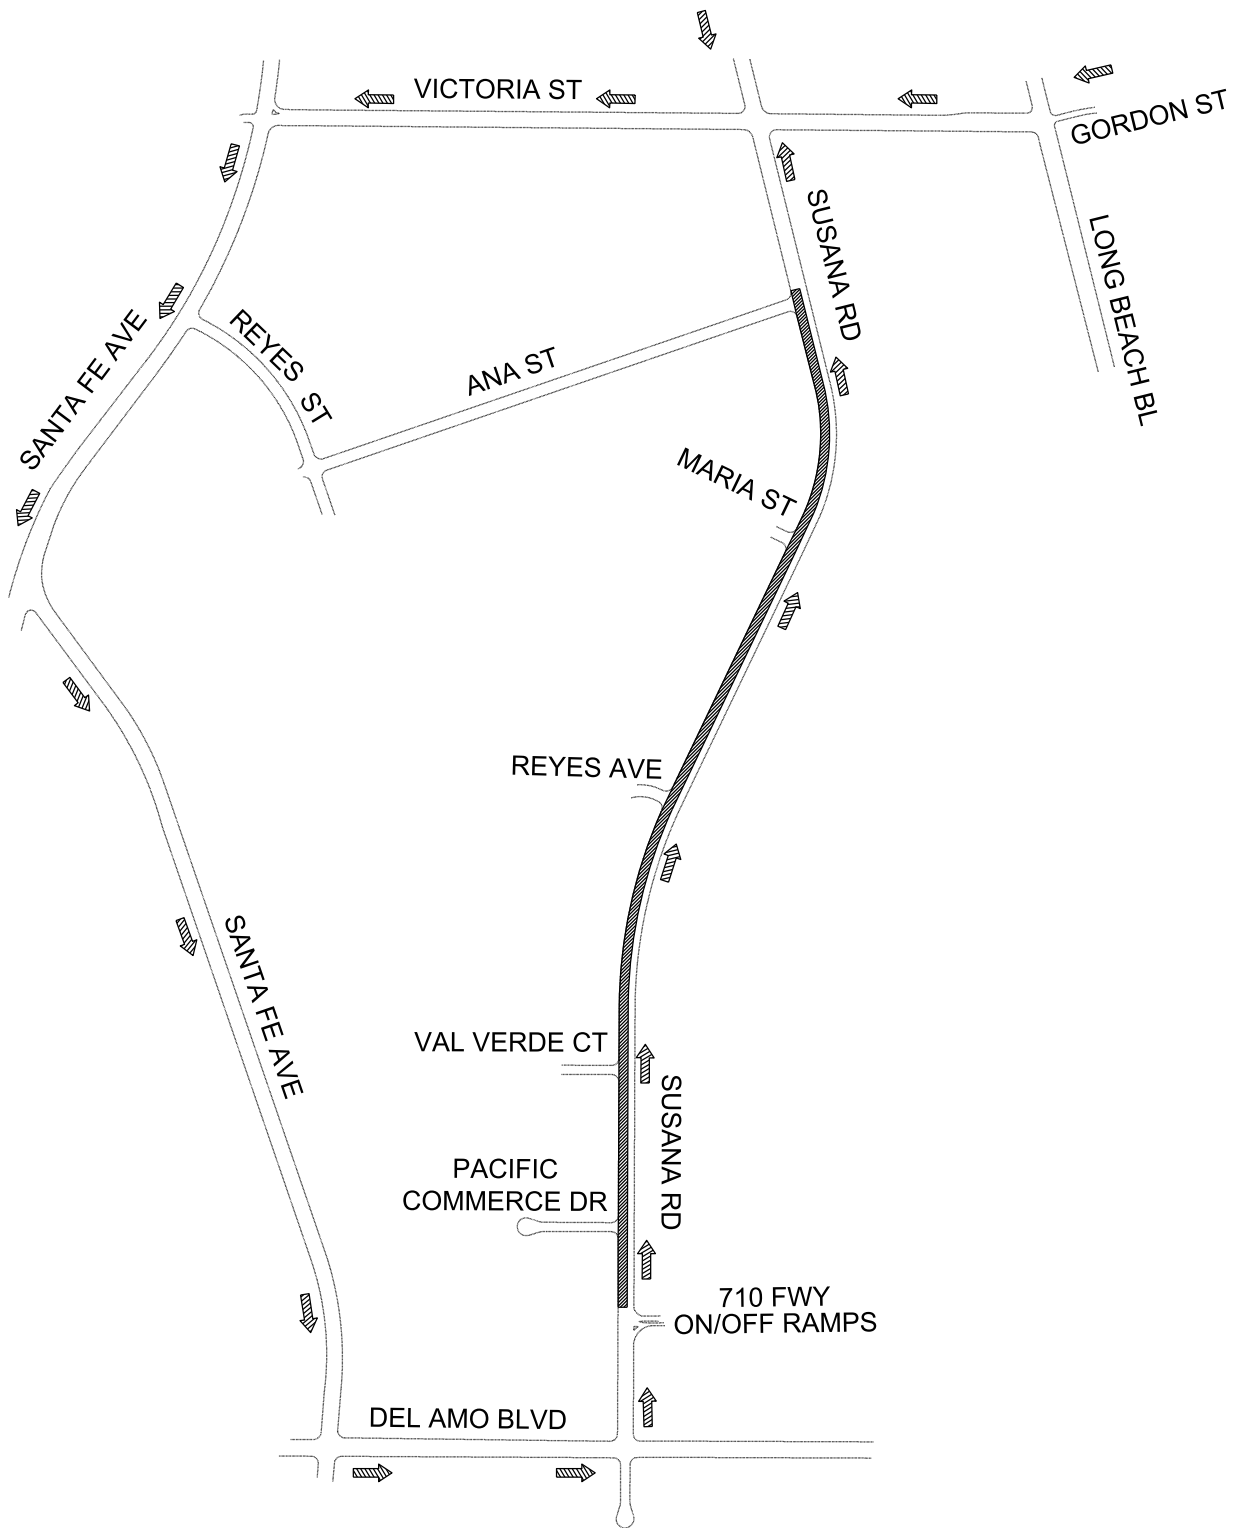 VICTORIA ST
GORDON ST
SUSANA RD
LONG BEACH BL
SANTA FE AVE
REYES ST
ANA ST
MARIA ST
REYES AVE
SANTA FE AVE
VAL VERDE CT
SUSANA RD
PACIFIC
COMMERCE DR
710 FWY
ON/OFF RAMPS
DEL AMO BLVD